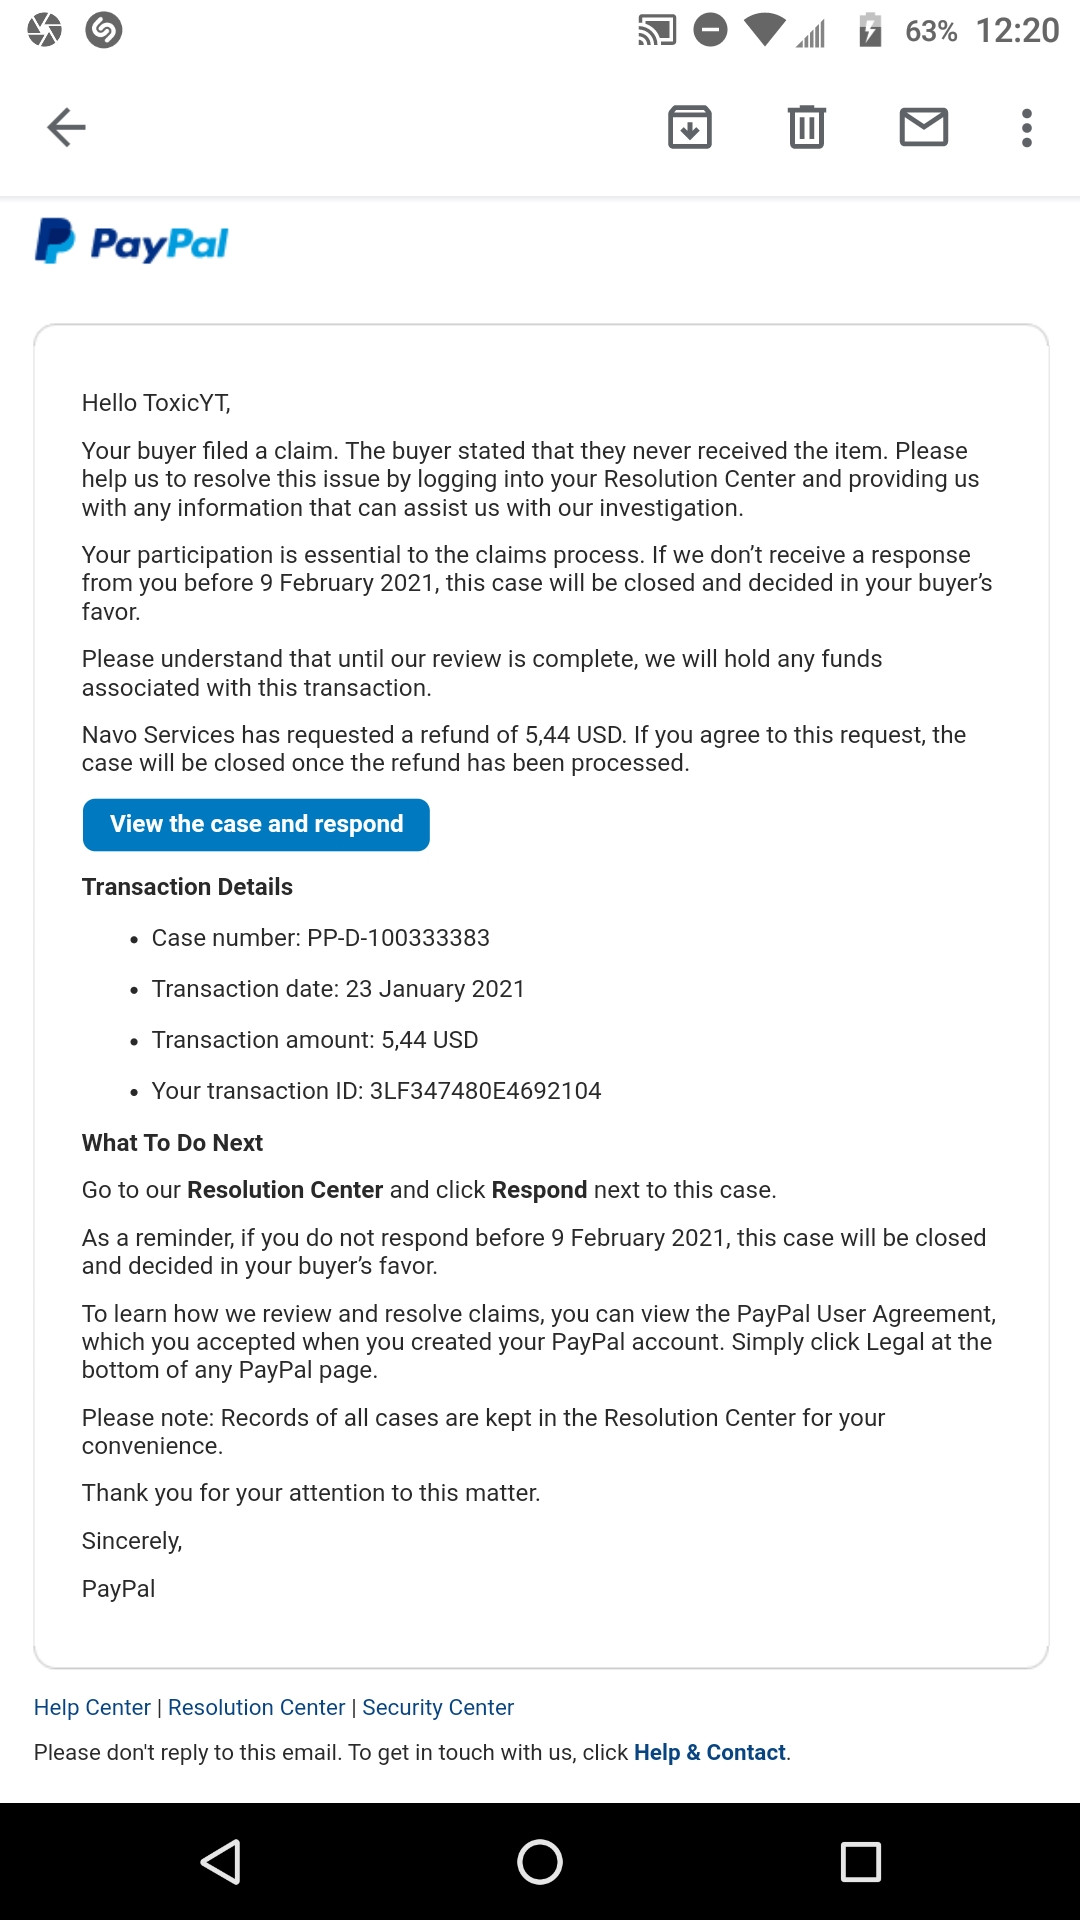 63% 12:20
PayPal
Hello ToxicYT,
Your buyer filed a claim. The buyer stated that they never received the item. Please
help us to resolve this issue by logging into your Resolution Center and providing us
with any information that can assist us with our investigation.
Your participation is essential to the claims process. If we don’t receive a response
from you before 9 February 2021, this case will be closed and decided in your buyer’s
favor.
Please understand that until our review is complete, we will hold any funds
associated with this transaction.
Navo Services has requested a refund of 5,44 USD. If you agree to this request, the
case will be closed once the refund has been processed.
View the case and respond
Transaction Details
• Case number: PP-D-100333383
• Transaction date: 23 January 2021
• Transaction amount: 5,44 USD
• Your transaction ID: 3LF347480E4692104
What To Do Next
Go to our Resolution Center and click Respond next to this case.
As a reminder, if you do not respond before 9 February 2021, this case will be closed
and decided in your buyer’s favor.
To learn how we review and resolve claims, you can view the PayPal User Agreement,
which you accepted when you created your PayPal account. Simply click Legal at the
bottom of any PayPal page.
Please note: Records of all cases are kept in the Resolution Center for your
convenience.
Thank you for your attention to this matter.
Sincerely,
PayPal
Help Center | Resolution Center | Security Center
Please don't reply to this email. To get in touch with us, click Help & Contact.